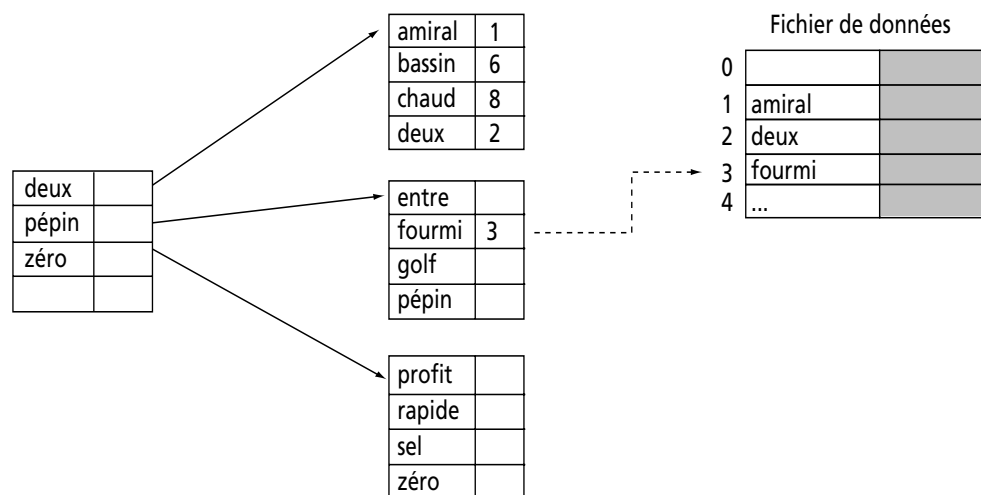 deux
pépin
zéro
amiral 1
bassin 6
chaud 8
deux 2
entre
fourmi 3
golf
pépin
profit
rapide
sel
zéro
Fichier de données
0
1 amiral
2 deux
3 fourmi
4 ...